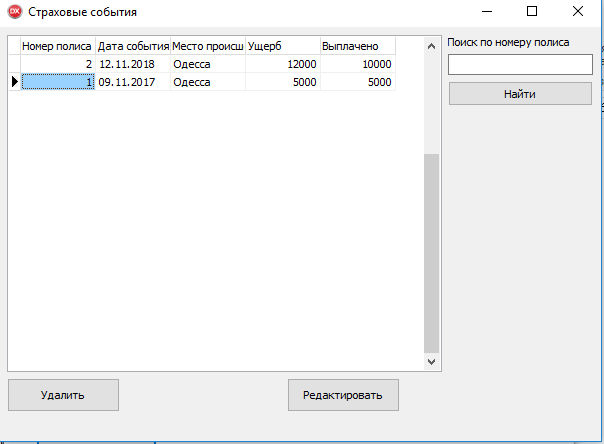 DX Страховые события
Номер полиса Дата события Место происш Ущерб Выплачено
2 12.11.2018 Одесса 12000 10000
1 09.11.2017 Одесса 5000 5000
Поиск по номеру полиса
Найти
Удалить Редактировать